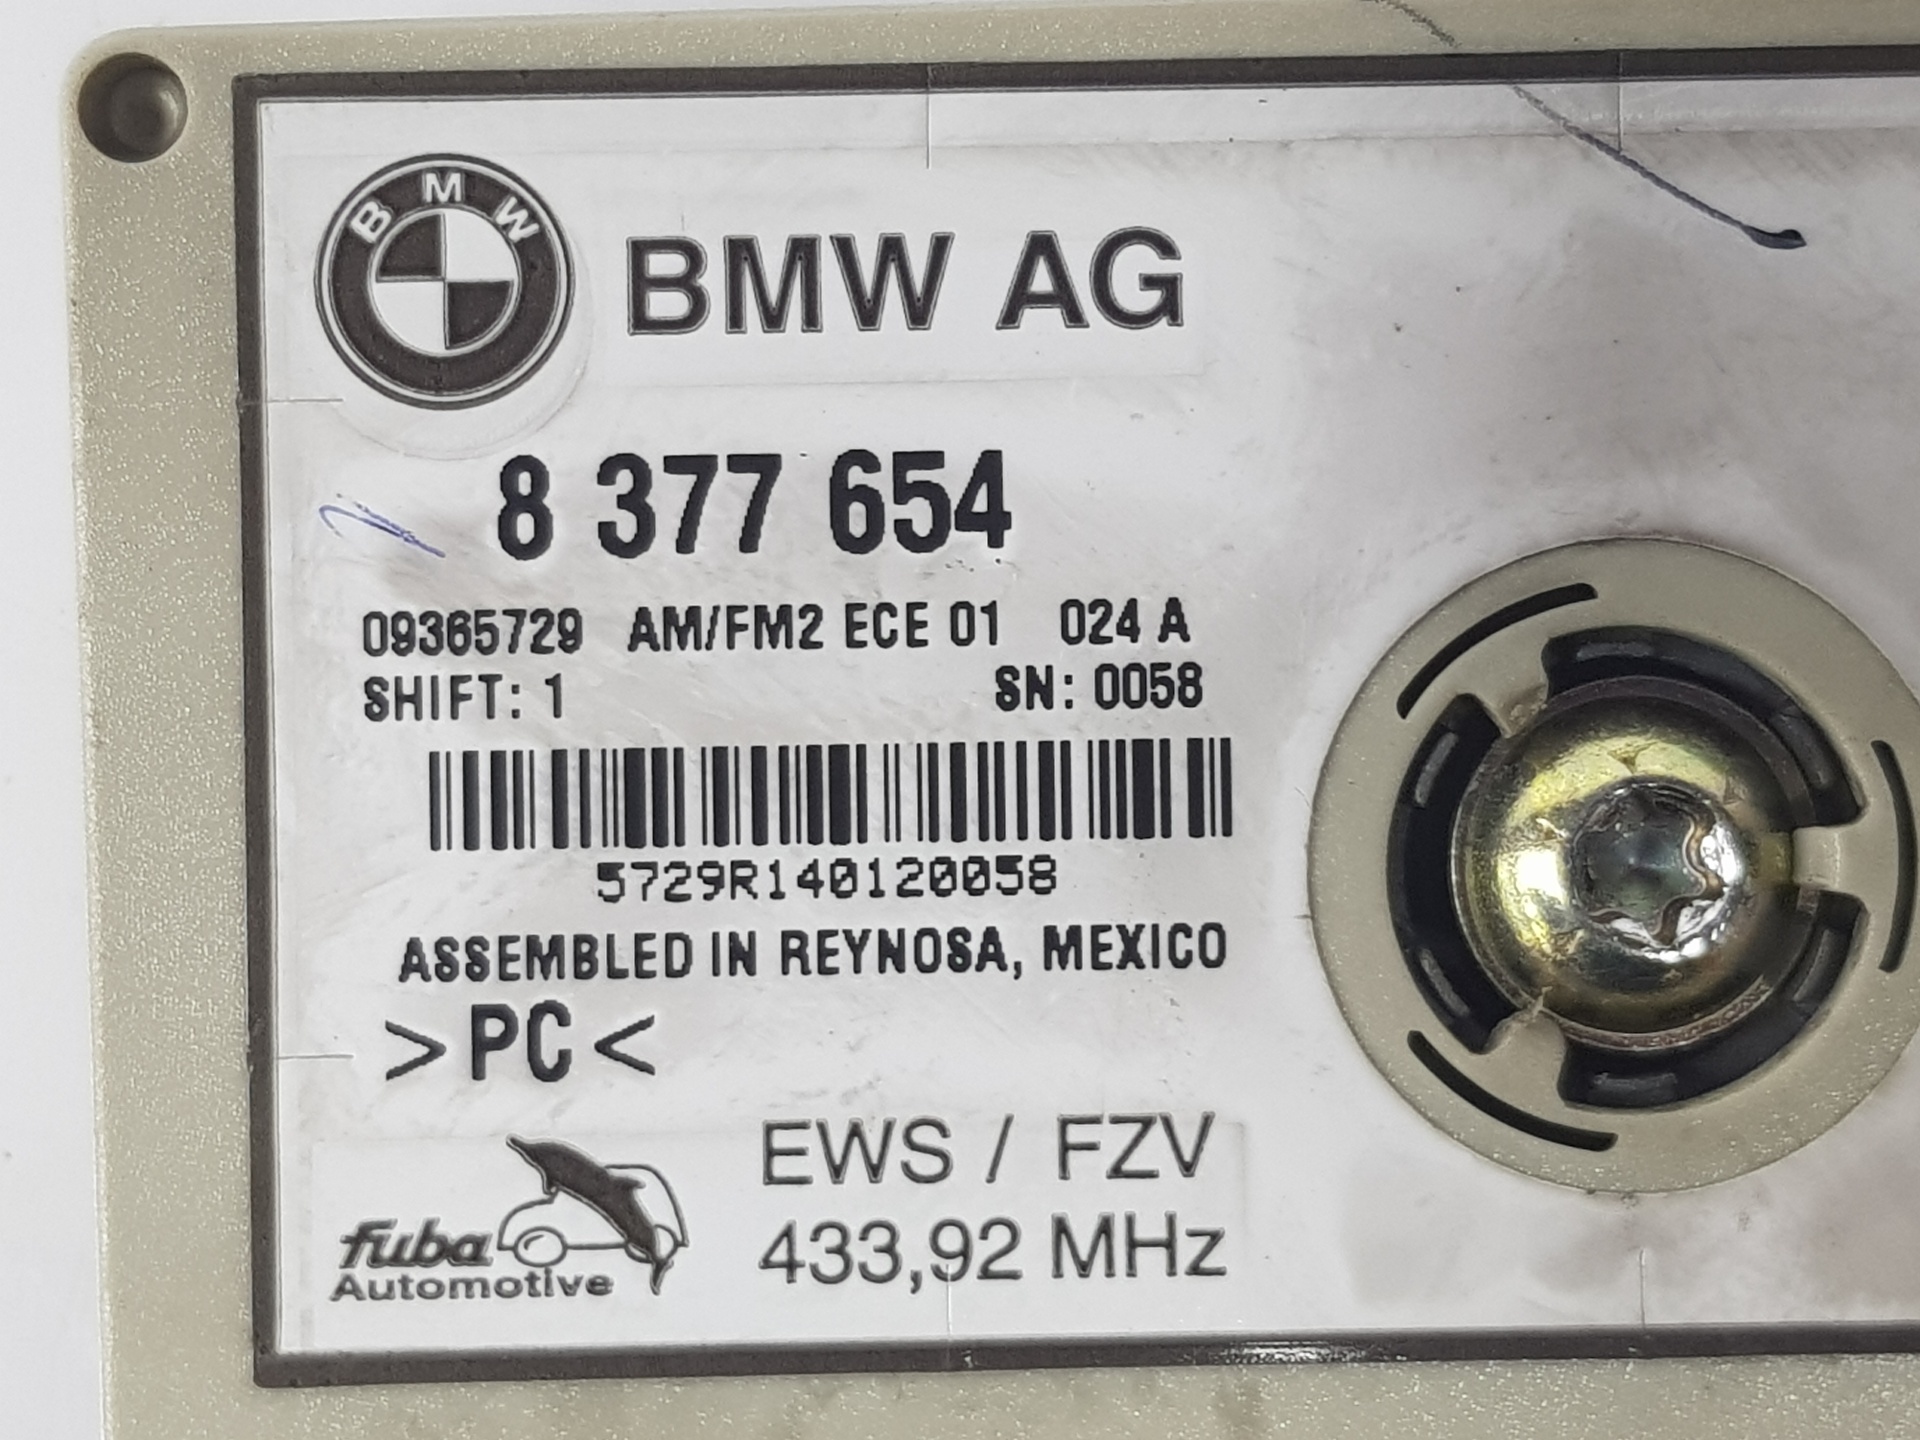 BMW
BMW AG
8 377 654
09365729 AM/FM2 ECE 01 024 A
SHIFT: 1 SN: 0058
5729R140120058
ASSEMBLED IN REYNOSA, MEXICO
>PC<
EWS / FZV
433,92 MHz
fuba
Automotive